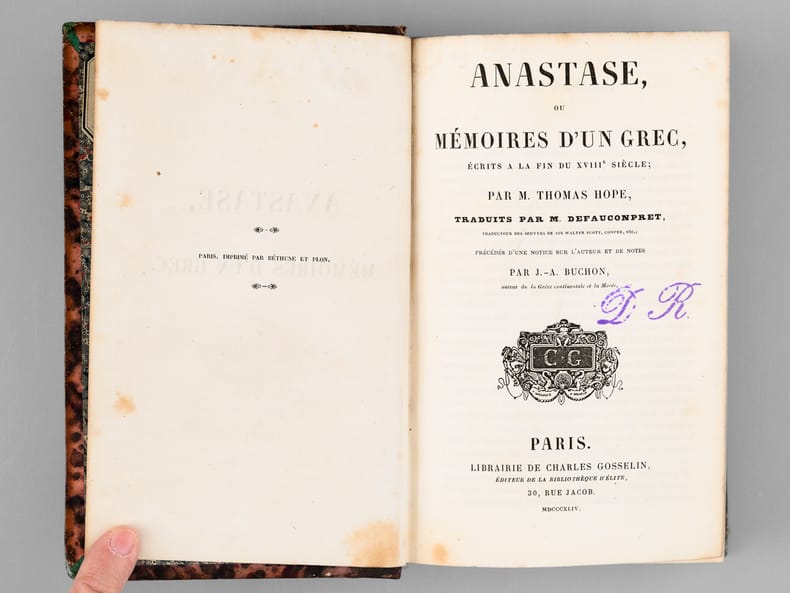 PARIS. IMPRIMÉ PAR BÉTHUNE ET PLON.
ANASTASE,
OU
MÉMOIRES D'UN GREC,
ÉCRITS A LA FIN DU XVIIIe SIÈCLE;
PAR M. THOMAS HOPE,
TRADUITS PAR M. DEFAUCONPRET,
TRADUCTEUR DES ŒUVRES DE SIR WALTER SCOTT, COOPER, etc.;
PRÉCÉDÉS D'UNE NOTICE SUR L'AUTEUR ET DE NOTES
PAR J.-A. BUCHON,
auteur de la Grèce continentale et la Morée.
D R
C·G
PARIS.
LIBRAIRIE DE CHARLES GOSSELIN,
ÉDITEUR DE LA BIBLIOTHÈQUE D'ÉLITE,
30, RUE JACOB.
MDCCCXLIV.